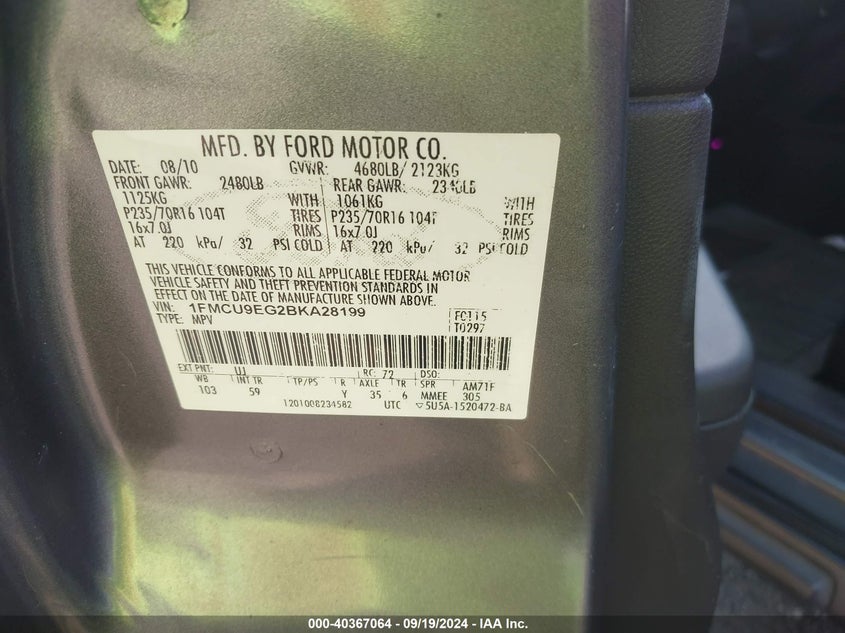 MFD. BY FORD MOTOR CO.
DATE: 08/10 GVWR: 4680LB/ 2123KG
FRONT GAWR: 2480LB REAR GAWR: 2340LB
1125KG WITH 1061KG WITH
P235/70R16 104T TIRES P235/70R16 104T TIRES
16x7.0J RIMS 16x7.0J RIMS
AT 220 kPa/ 32 PSI COLD AT 220 kPa/ 32 PSI COLD
THIS VEHICLE CONFORMS TO ALL APPLICABLE FEDERAL MOTOR
VEHICLE SAFETY AND THEFT PREVENTION STANDARDS IN
EFFECT ON THE DATE OF MANUFACTURE SHOWN ABOVE.
VIN: 1FMCU9EG2BKA28199 F0115
TYPE: MPV T0297
EXT PNT: UJ RC: 72 DSO:
WB INT TR TP/PS R AXLE TR SPR AM71F
103 59 Y 35 6 MMEE 305
1201008234582 UTC ▽5U5A-1520472-BA
000-40367064 - 09/19/2024 - IAA Inc.